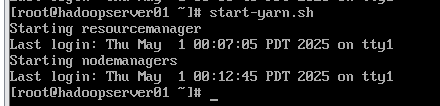 [root@hadoopserver01 ~]# start-yarn.sh
Starting resourcemanager
Last login: Thu May  1 00:07:05 PDT 2025 on tty1
Starting nodemanagers
Last login: Thu May  1 00:12:45 PDT 2025 on tty1
[root@hadoopserver01 ~]# _